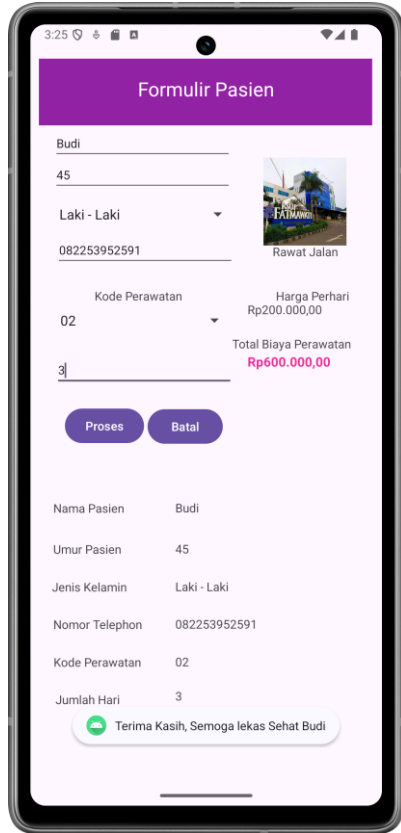 3:25
Formulir Pasien
Budi
45
Laki - Laki
FATMAWATI
082253952591
Rawat Jalan
Kode Perawatan
Harga Perhari
02
Rp200.000,00
Total Biaya Perawatan
3
Rp600.000,00
Proses
Batal
Nama Pasien Budi
Umur Pasien 45
Jenis Kelamin Laki - Laki
Nomor Telephon 082253952591
Kode Perawatan 02
Jumlah Hari 3
Terima Kasih, Semoga lekas Sehat Budi